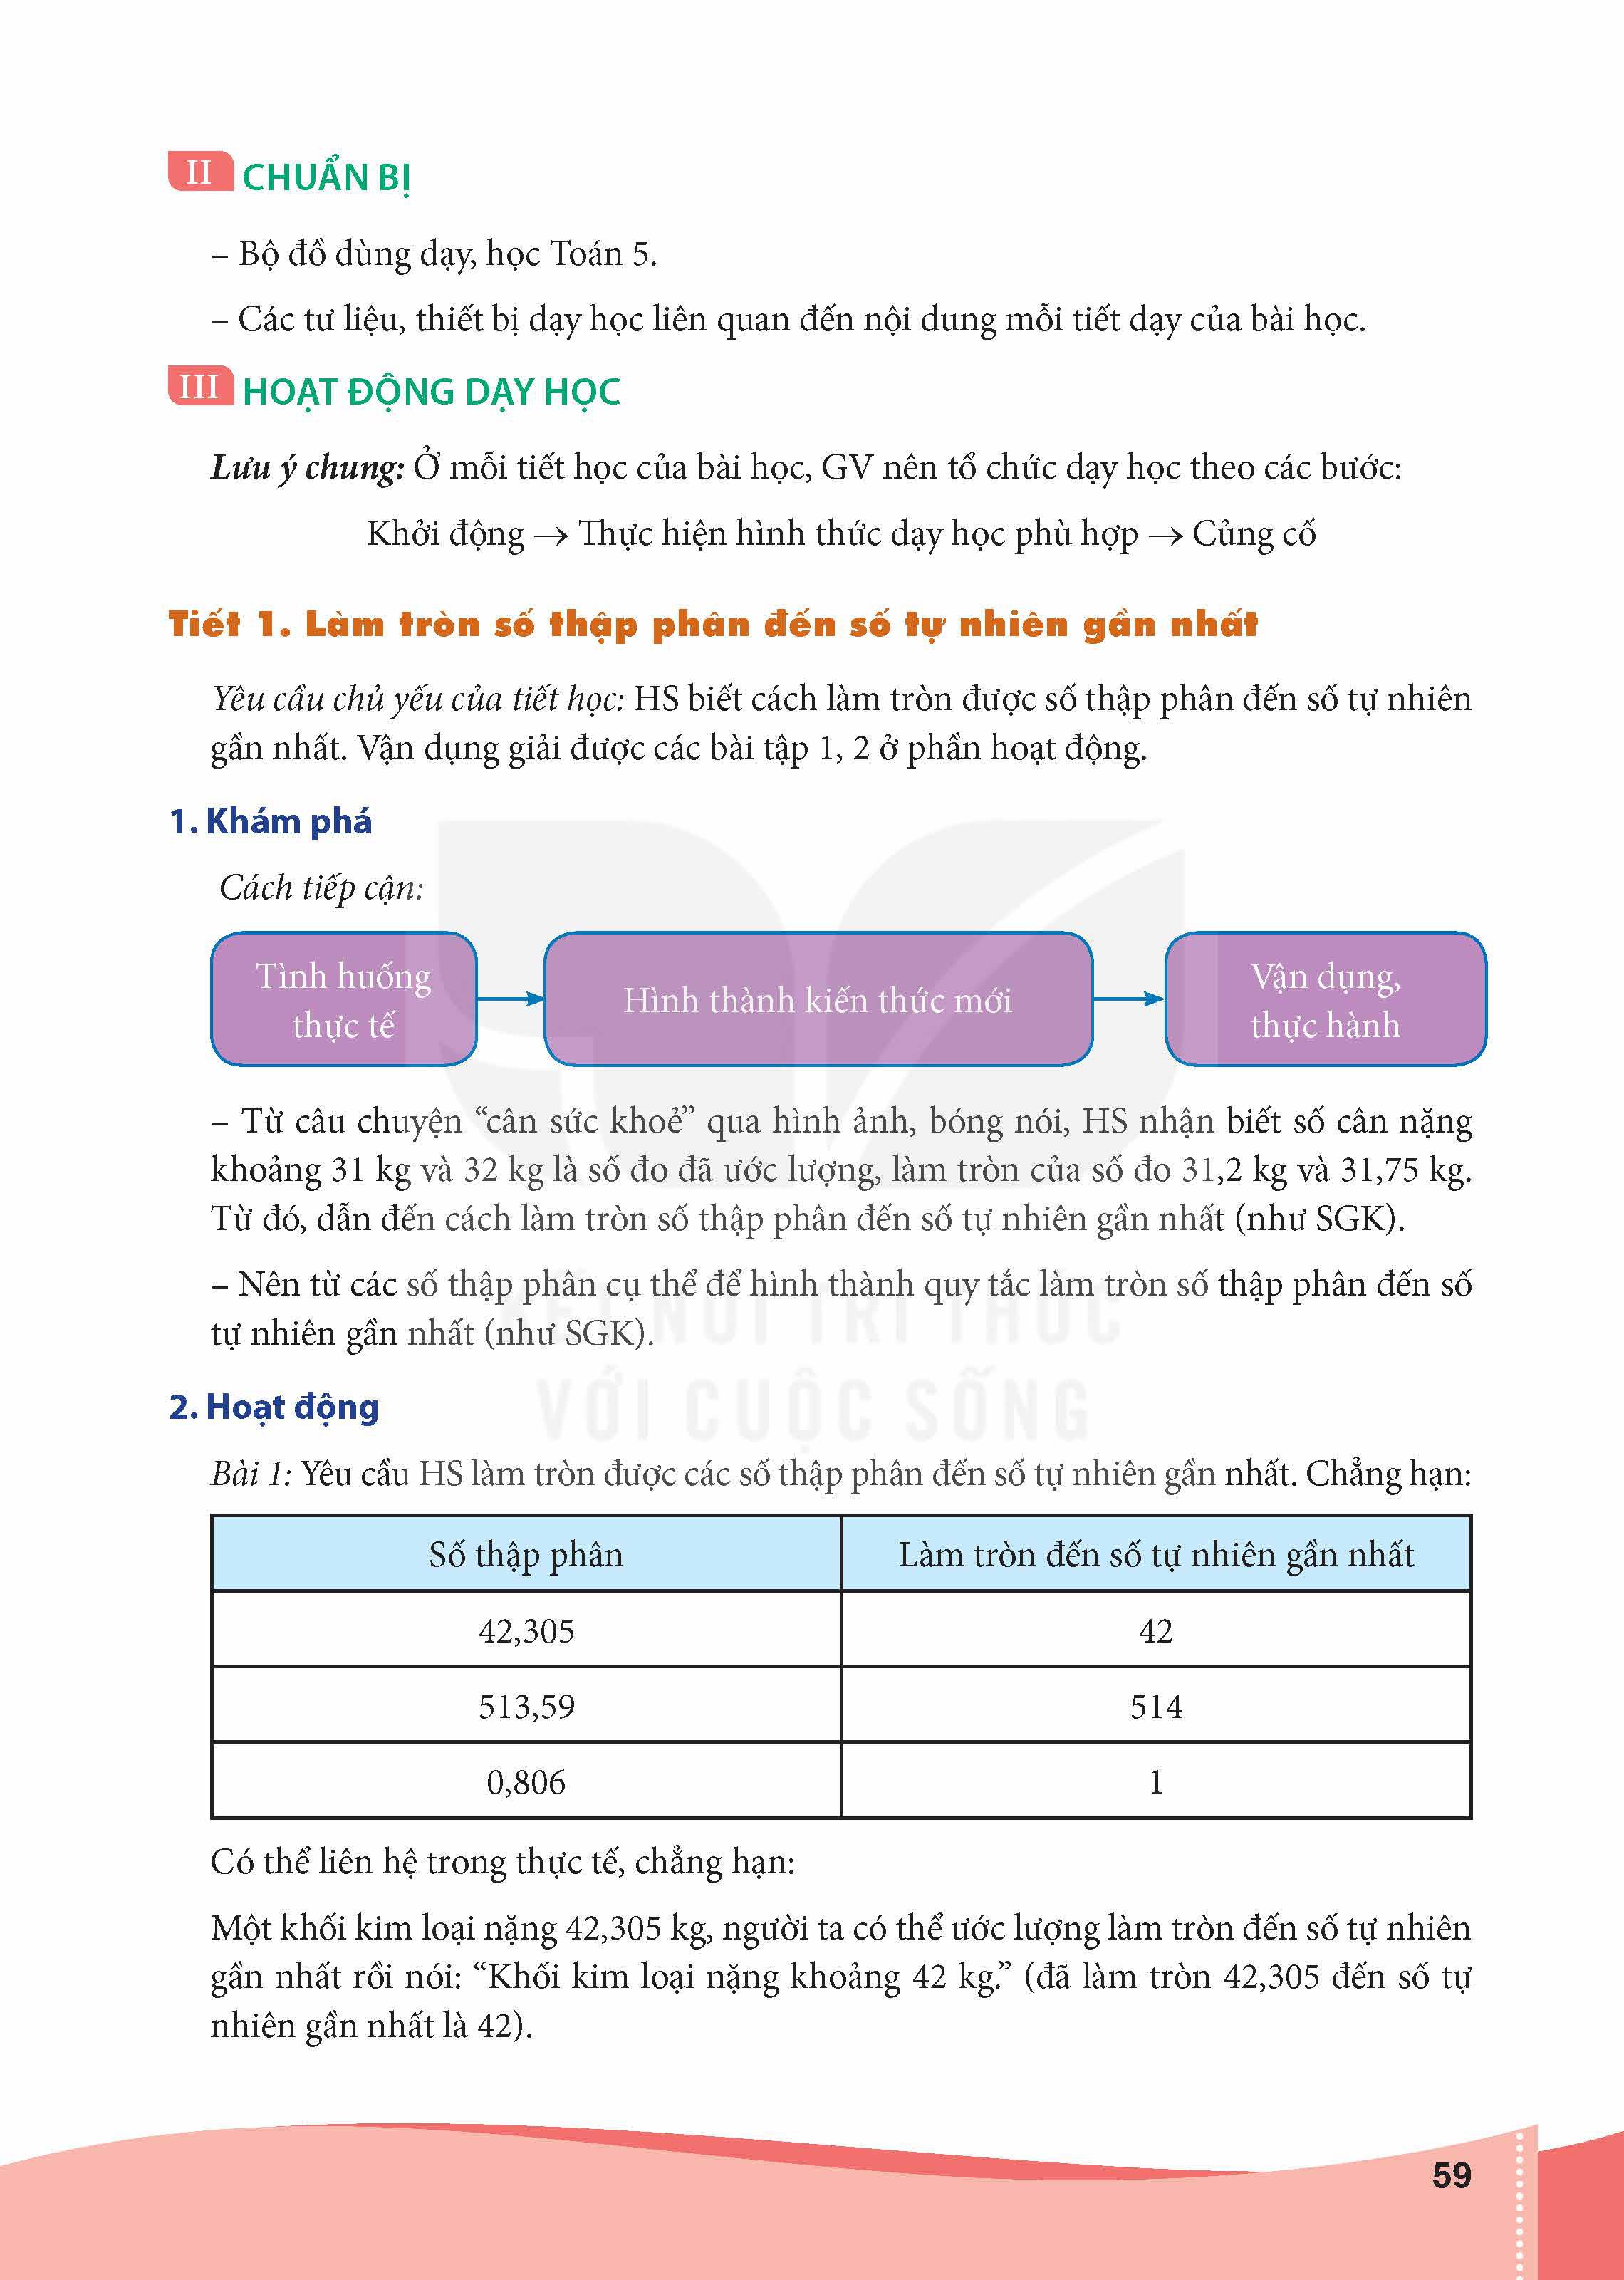 II CHUẨN BỊ
– Bộ đồ dùng dạy, học Toán 5.
– Các tư liệu, thiết bị dạy học liên quan đến nội dung mỗi tiết dạy của bài học.
III HOẠT ĐỘNG DẠY HỌC
Lưu ý chung: Ở mỗi tiết học của bài học, GV nên tổ chức dạy học theo các bước:
Khởi động → Thực hiện hình thức dạy học phù hợp → Củng cố
Tiết 1. Làm tròn số thập phân đến số tự nhiên gần nhất
Yêu cầu chủ yếu của tiết học: HS biết cách làm tròn được số thập phân đến số tự nhiên
gần nhất. Vận dụng giải được các bài tập 1, 2 ở phần hoạt động.
1. Khám phá
Cách tiếp cận:
Tình huống
thực tế
Hình thành kiến thức mới
Vận dụng,
thực hành
– Từ câu chuyện “cân sức khoẻ” qua hình ảnh, bóng nói, HS nhận biết số cân nặng
khoảng 31 kg và 32 kg là số đo đã ước lượng, làm tròn của số đo 31,2 kg và 31,75 kg.
Từ đó, dẫn đến cách làm tròn số thập phân đến số tự nhiên gần nhất (như SGK).
– Nên từ các số thập phân cụ thể để hình thành quy tắc làm tròn số thập phân đến số
tự nhiên gần nhất (như SGK).
KẾT NỐI TRI THỨC
VỚI CUỘC SỐNG
2. Hoạt động
Bài 1: Yêu cầu HS làm tròn được các số thập phân đến số tự nhiên gần nhất. Chẳng hạn:
Số thập phân Làm tròn đến số tự nhiên gần nhất
42,305 42
513,59 514
0,806 1
Có thể liên hệ trong thực tế, chẳng hạn:
Một khối kim loại nặng 42,305 kg, người ta có thể ước lượng làm tròn đến số tự nhiên
gần nhất rồi nói: “Khối kim loại nặng khoảng 42 kg.” (đã làm tròn 42,305 đến số tự
nhiên gần nhất là 42).
59